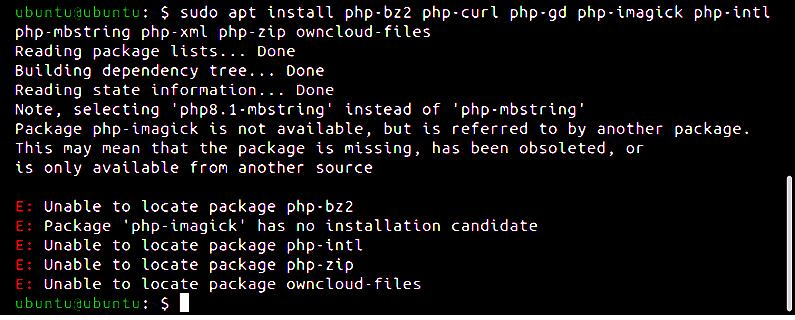 ubuntu@ubuntu: $ sudo apt install php-bz2 php-curl php-gd php-imagick php-intl
php-mbstring php-xml php-zip owncloud-files
Reading package lists... Done
Building dependency tree... Done
Reading state information... Done
Note, selecting 'php8.1-mbstring' instead of 'php-mbstring'
Package php-imagick is not available, but is referred to by another package.
This may mean that the package is missing, has been obsoleted, or
is only available from another source
E: Unable to locate package php-bz2
E: Package 'php-imagick' has no installation candidate
E: Unable to locate package php-intl
E: Unable to locate package php-zip
E: Unable to locate package owncloud-files
ubuntu@ubuntu: $